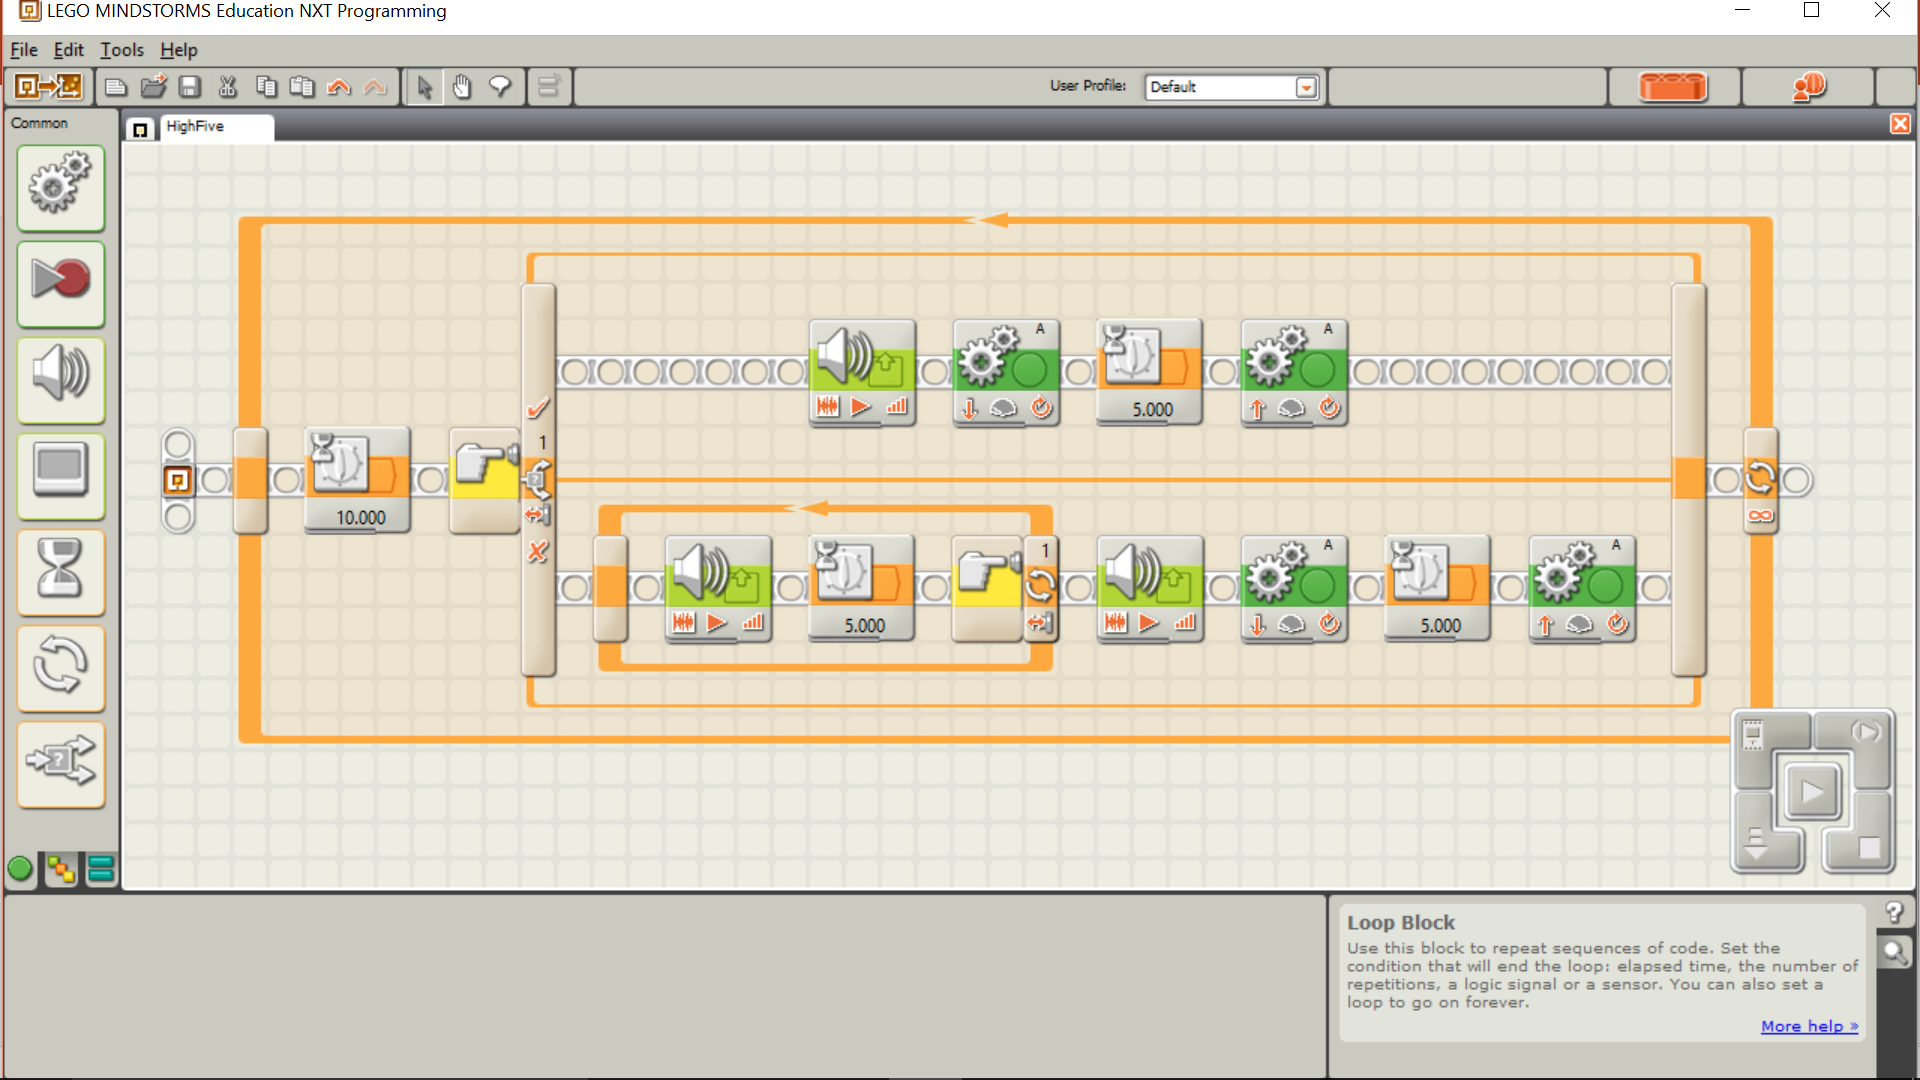 LEGO MINDSTORMS Education NXT Programming
File Edit Tools Help
User Profile: Default
Common
HighFive
A
A
5.000
1
10.000
1
A
A
5.000
5.000
Loop Block
Use this block to repeat sequences of code. Set the
condition that will end the loop: elapsed time, the number of
repetitions, a logic signal or a sensor. You can also set a
loop to go on forever.
More help »